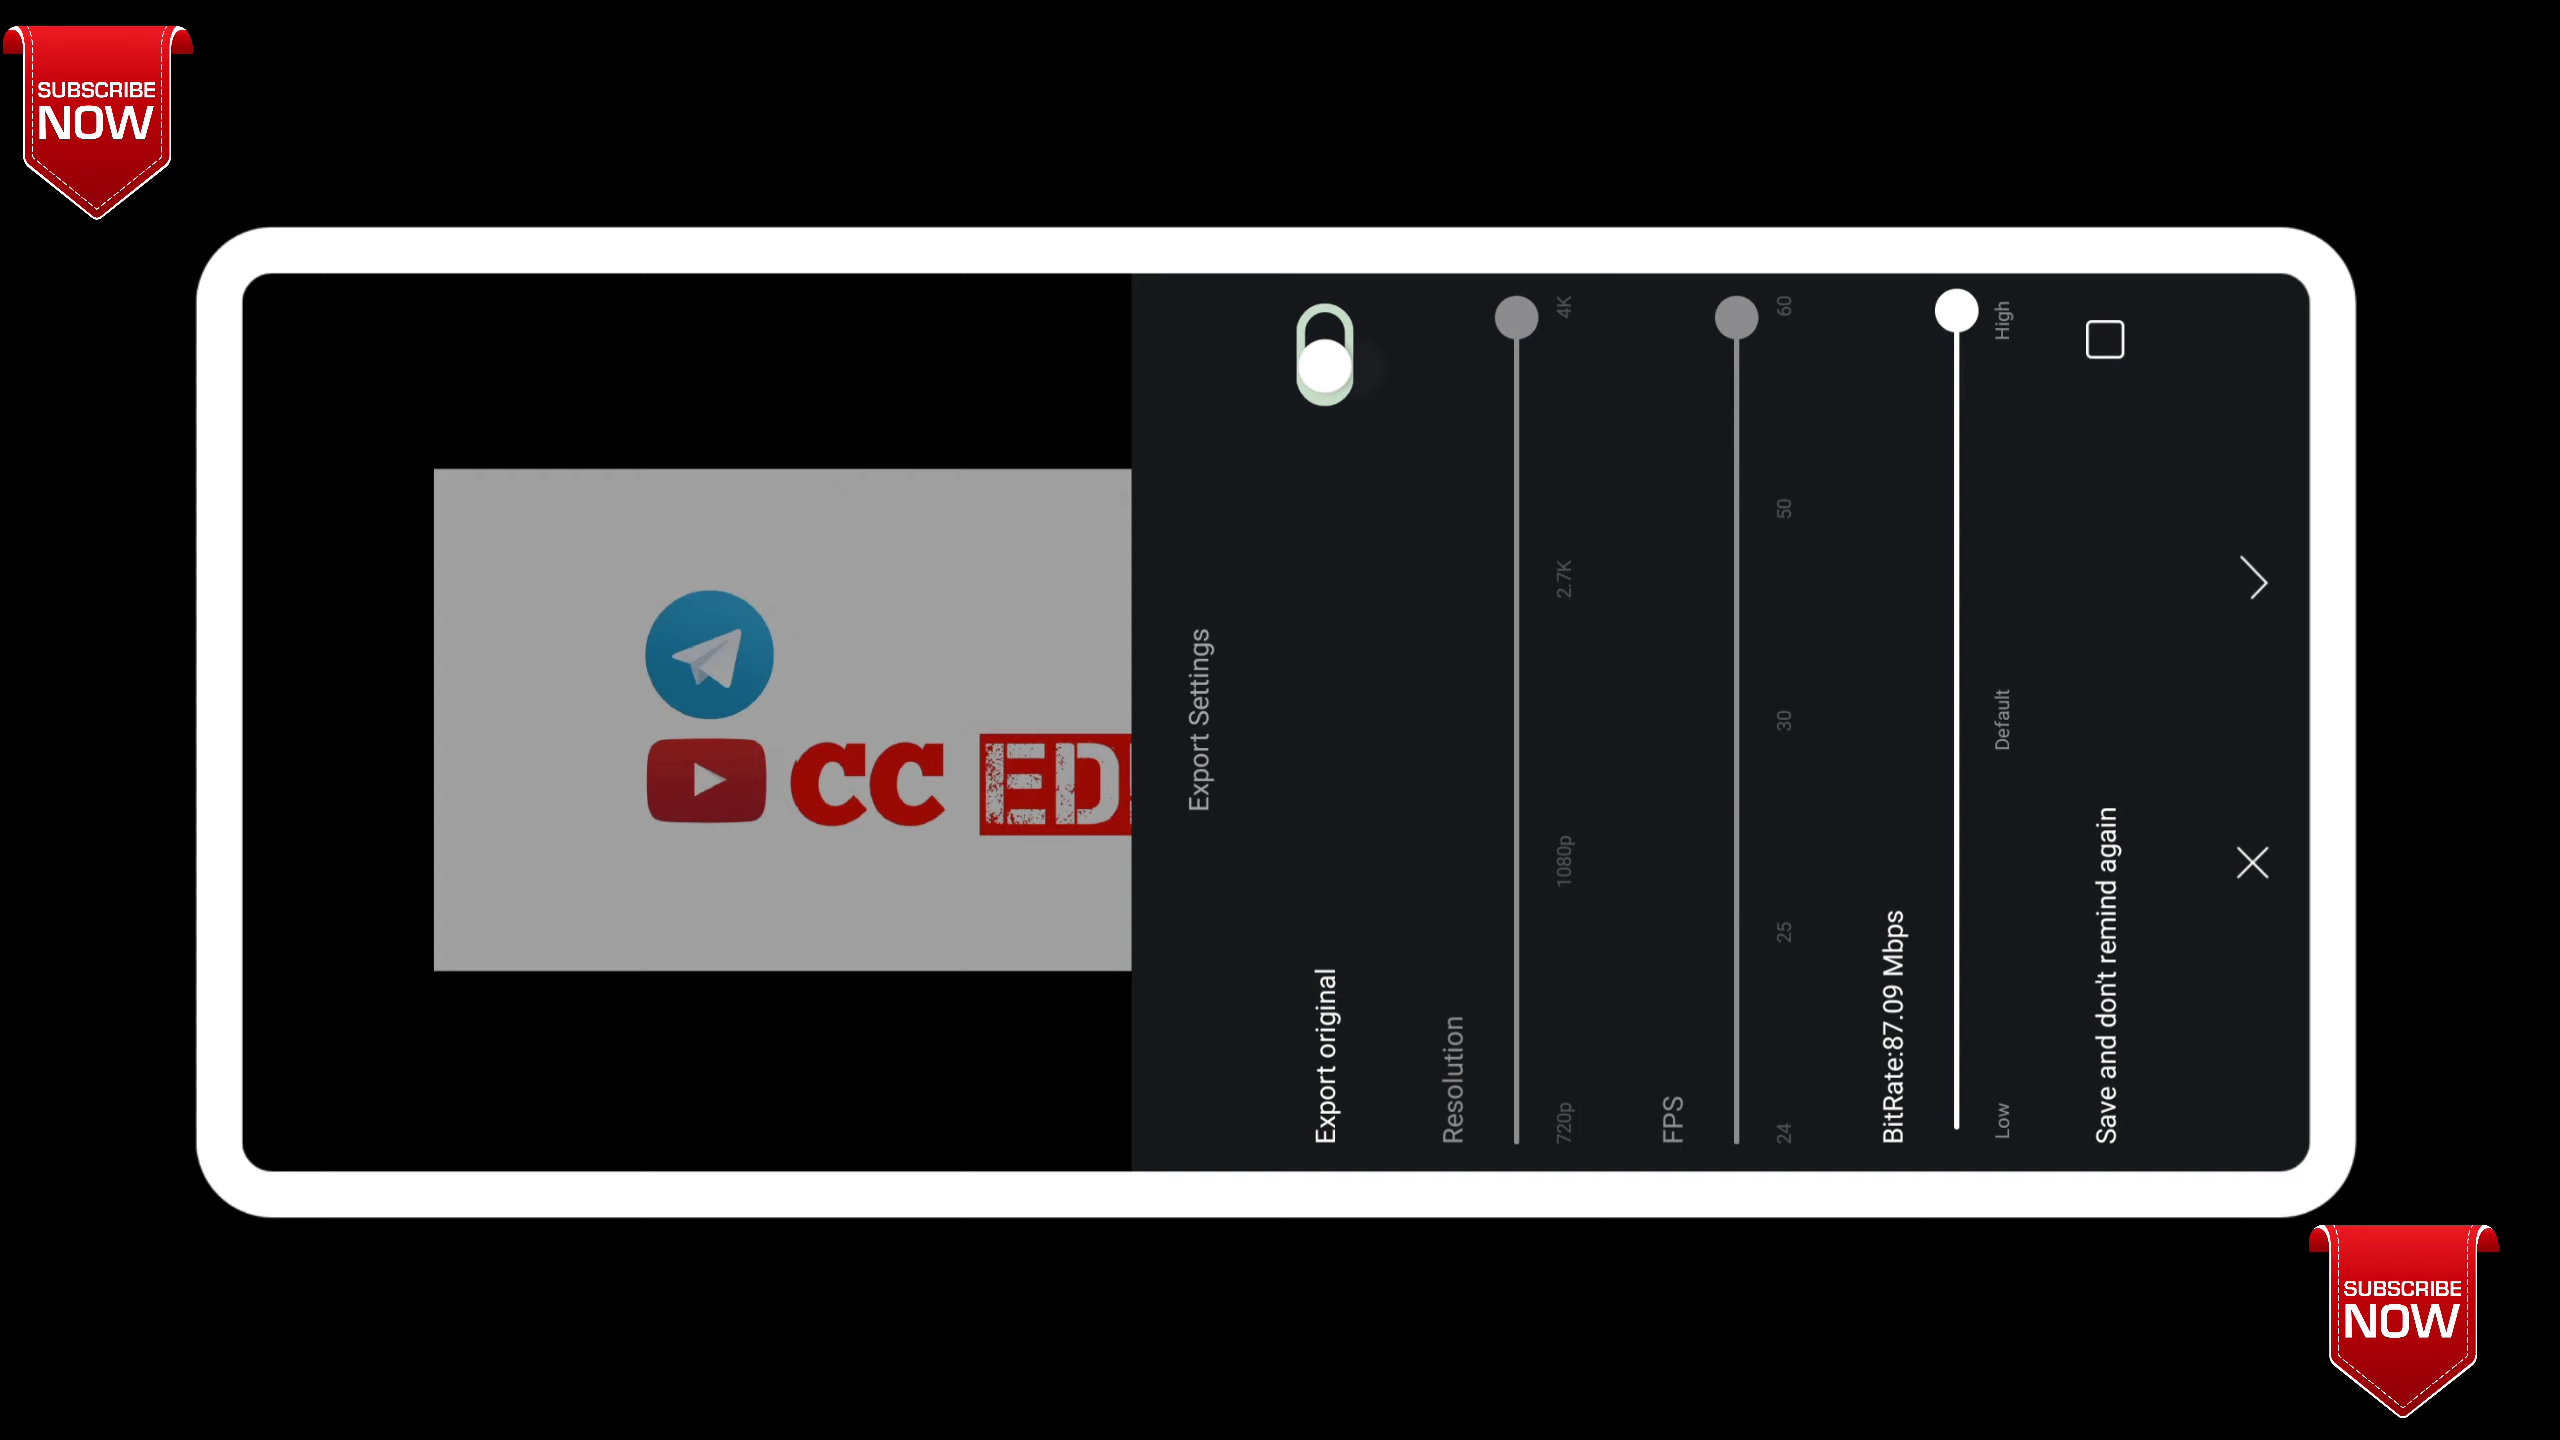 SUBSCRIBE
NOW
CC ED
Export Settings
Export original
Resolution
720p 1080p 2.7K 4K
FPS
24 25 30 50 60
BitRate:87.09 Mbps
Low Default High
Save and don't remind again
SUBSCRIBE
NOW